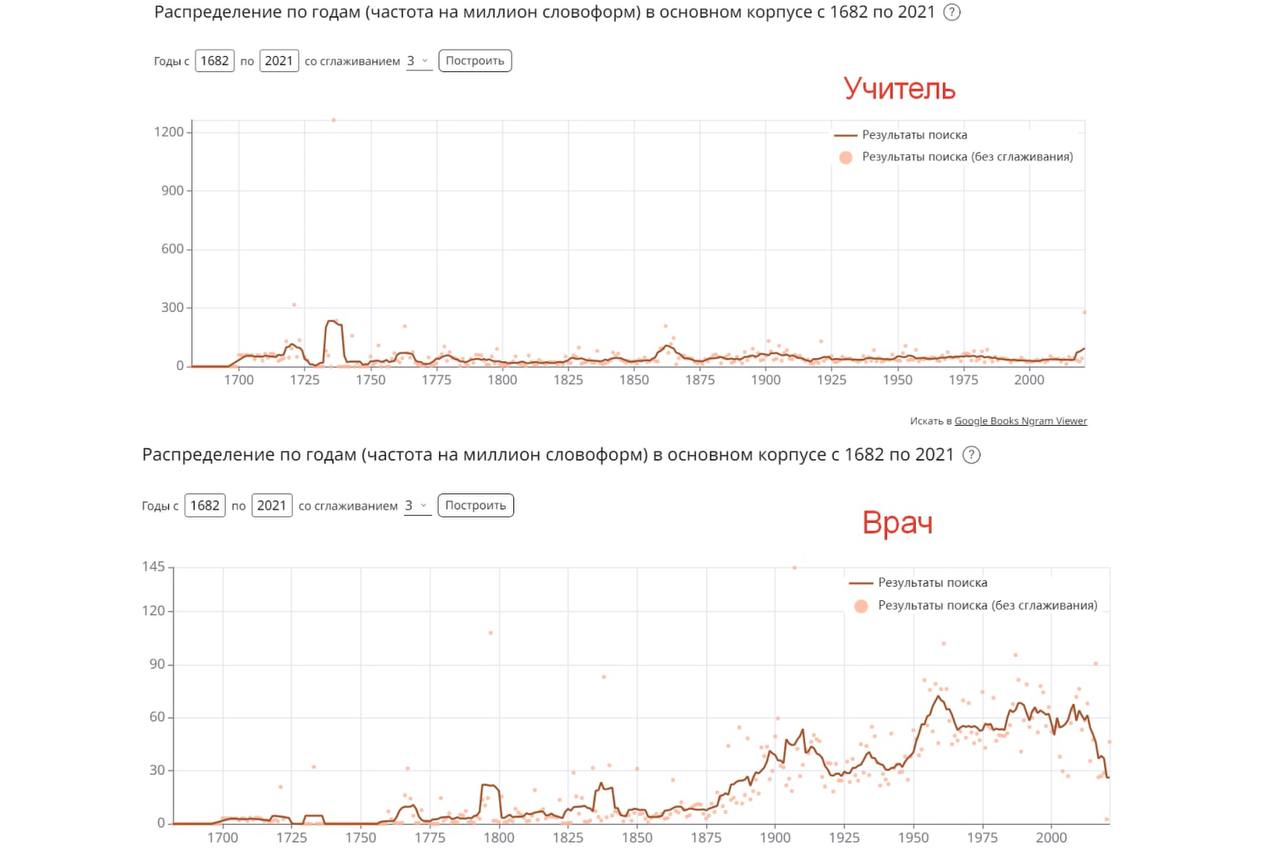 Распределение по годам (частота на миллион словоформ) в основном корпусе с 1682 по 2021 ?
Годы с 1682 по 2021 со сглаживанием 3 Построить
Учитель
Результаты поиска
Результаты поиска (без сглаживания)
1200
900
600
300
0
1700 1725 1750 1775 1800 1825 1850 1875 1900 1925 1950 1975 2000
Искать в Google Books Ngram Viewer
Распределение по годам (частота на миллион словоформ) в основном корпусе с 1682 по 2021 ?
Годы с 1682 по 2021 со сглаживанием 3 Построить
Врач
Результаты поиска
Результаты поиска (без сглаживания)
145
120
90
60
30
0
1700 1725 1750 1775 1800 1825 1850 1875 1900 1925 1950 1975 2000